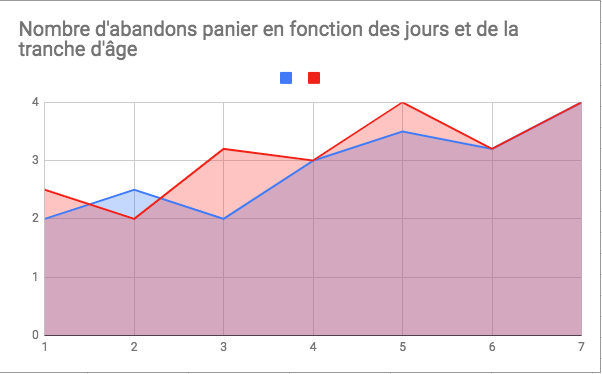 Nombre d'abandons panier en fonction des jours et de la
tranche d'âge
4
3
2
1
0
1 2 3 4 5 6 7